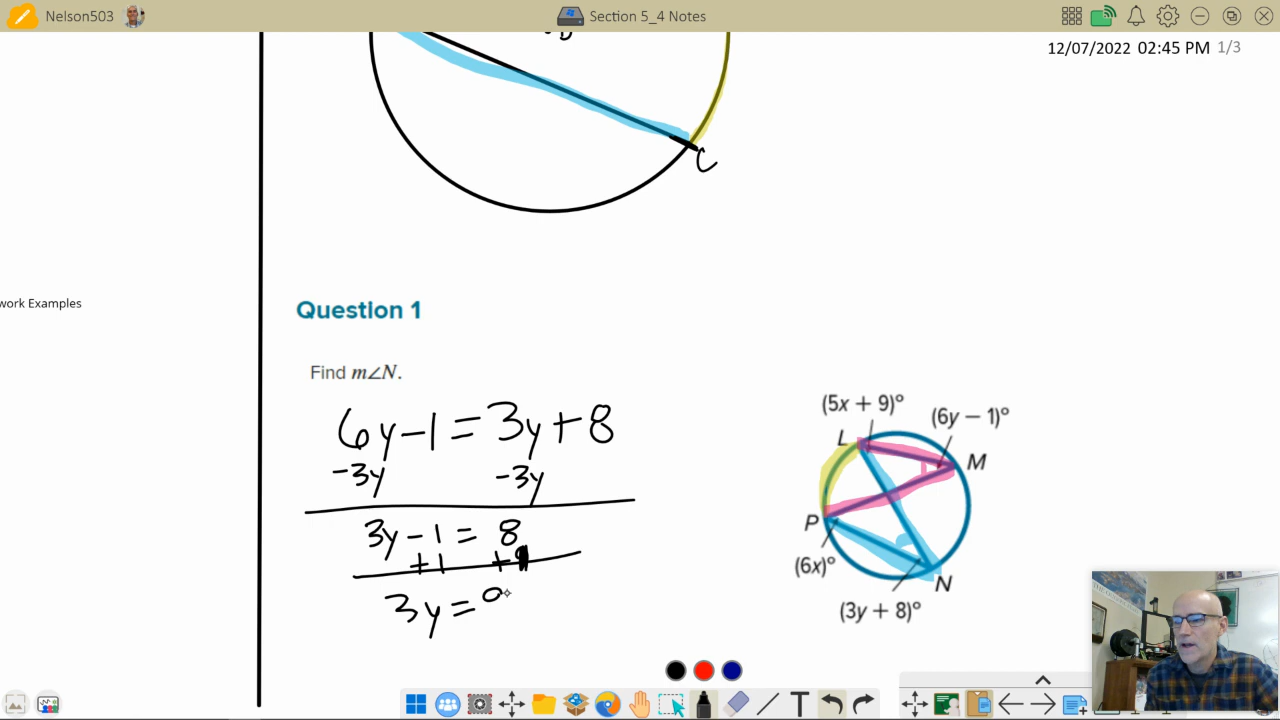 Nelson503
Section 5_4 Notes
12/07/2022 02:45 PM 1/3
C
work Examples
Question 1
Find m∠N.
6y-1=3y+8
-3y -3y
3y-1=8
+1 +1
3y=9
(5x + 9)°
(6y − 1)°
L
M
P
(6x)°
N
(3y + 8)°
T